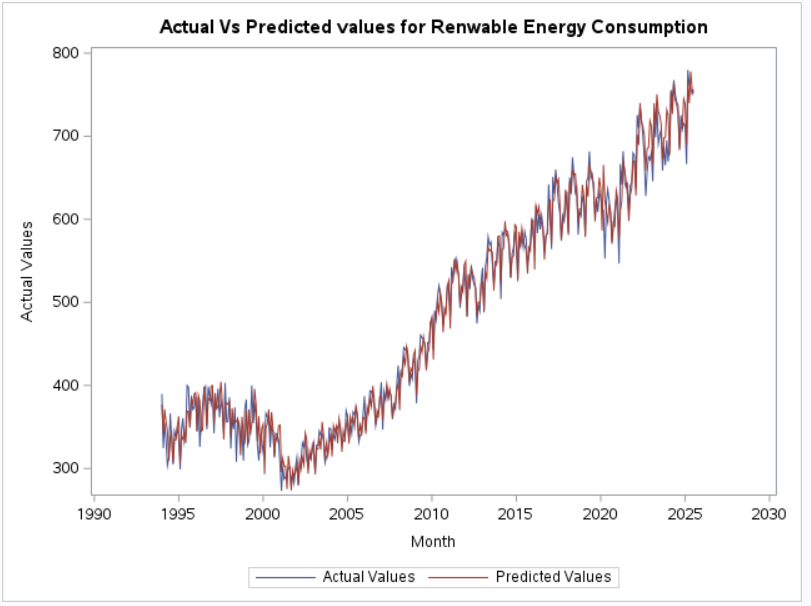 Actual Vs Predicted values for Renwable Energy Consumption
800
700
600
500
400
300
Actual Values
1990 1995 2000 2005 2010 2015 2020 2025 2030
Month
Actual Values Predicted Values